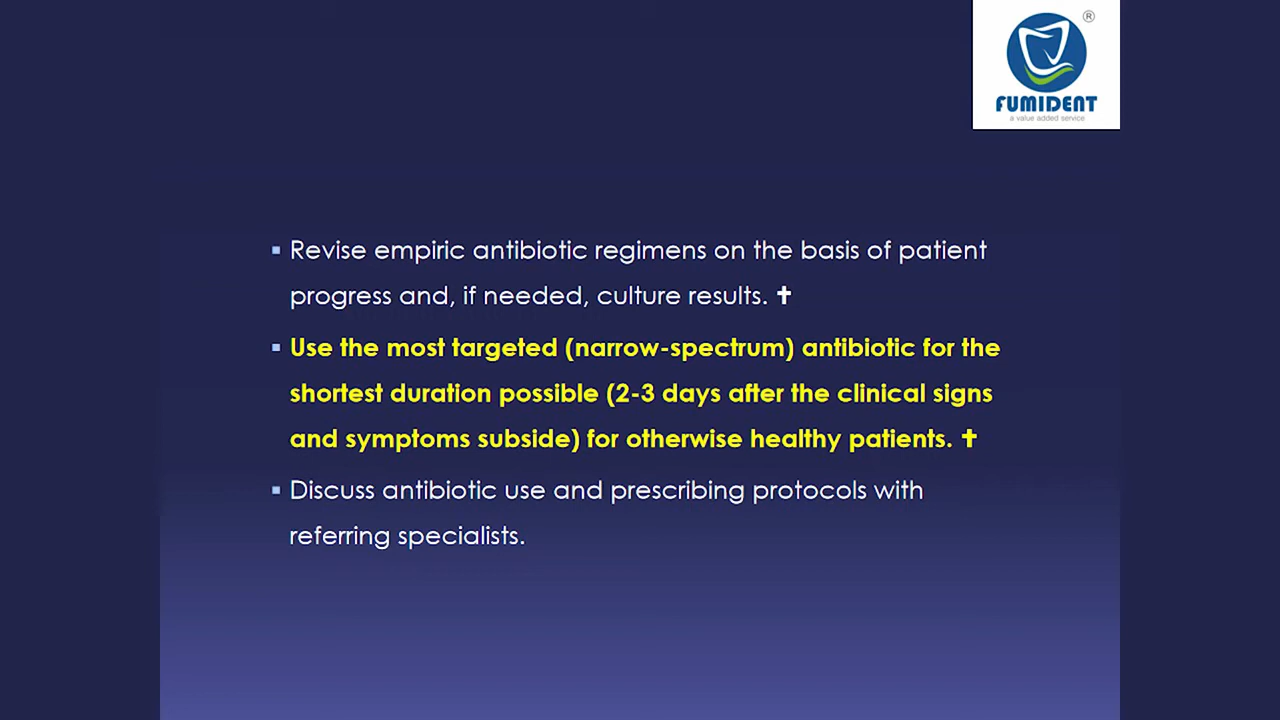 ®
FUMIDENT
a value added service
▪ Revise empiric antibiotic regimens on the basis of patient
progress and, if needed, culture results. ✝
▪ Use the most targeted (narrow-spectrum) antibiotic for the
shortest duration possible (2-3 days after the clinical signs
and symptoms subside) for otherwise healthy patients. ✝
▪ Discuss antibiotic use and prescribing protocols with
referring specialists.